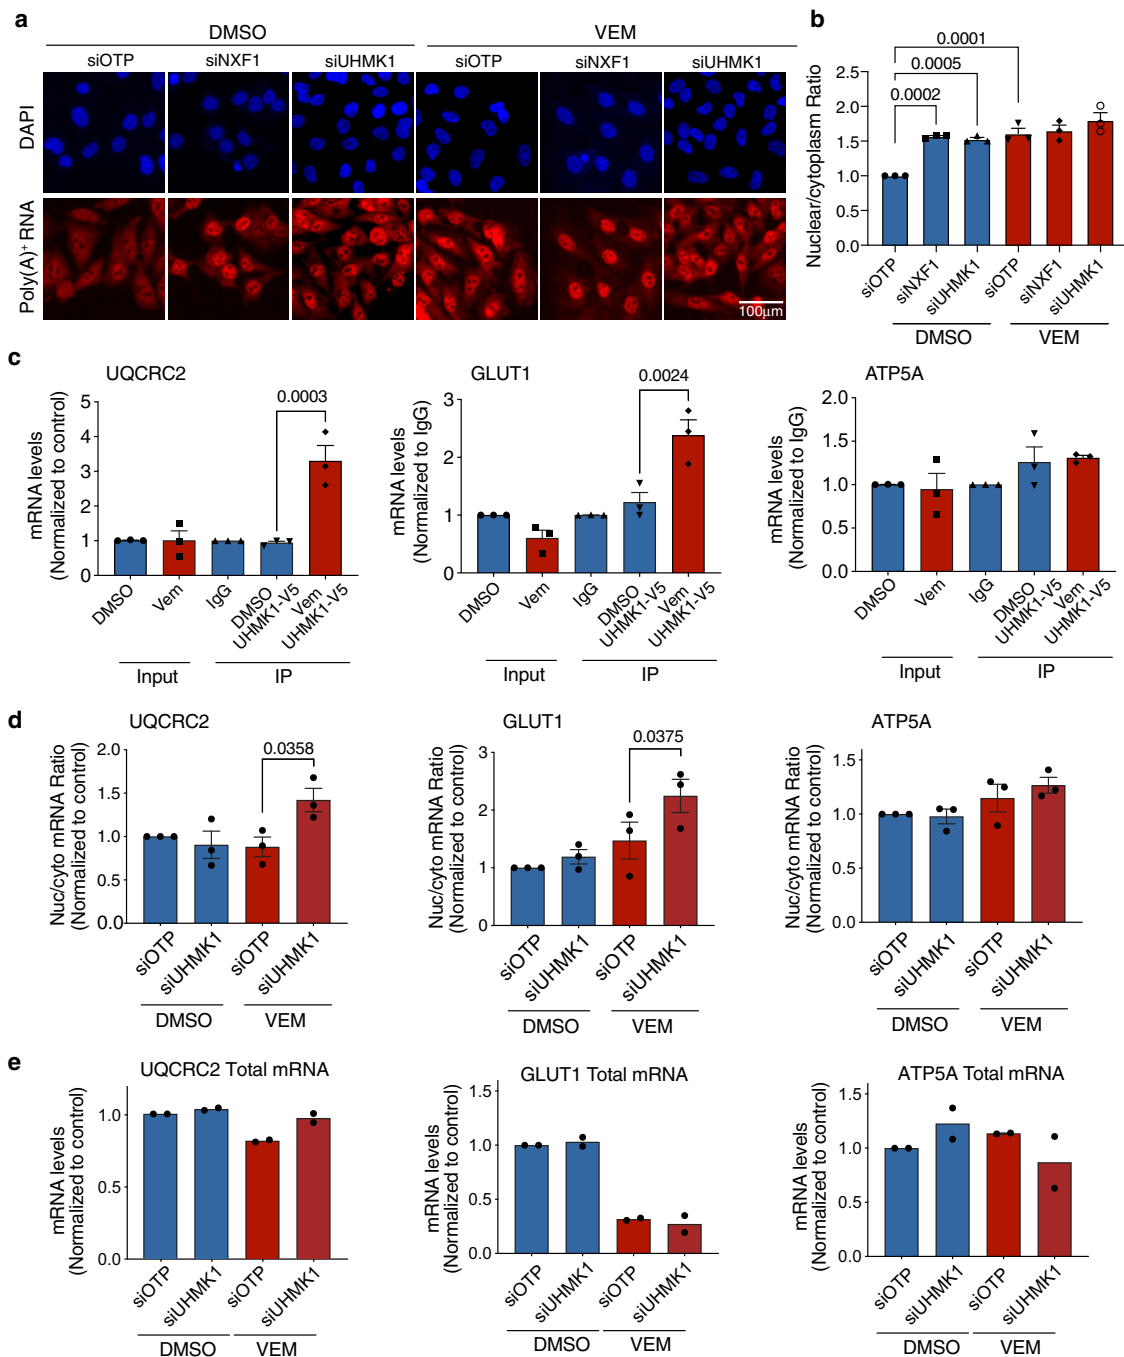 a
DMSO
VEM
siOTP
siNXF1
siUHMK1
siOTP
siNXF1
siUHMK1
DAPI
Poly(A)+ RNA
100μm
b
Nuclear/cytoplasm Ratio
2.5
2.0
1.5
1.0
0.5
0.0
0.0001
0.0005
0.0002
siOTP
siNXF1
siUHMK1
siOTP
siNXF1
siUHMK1
DMSO
VEM
c
UQCRC2
mRNA levels
(Normalized to control)
5
4
3
2
1
0
0.0003
DMSO
Vem
IgG
DMSO
UHMK1-V5
Vem
UHMK1-V5
Input
IP
GLUT1
mRNA levels
(Normalized to IgG)
3
2
1
0
0.0024
DMSO
Vem
IgG
DMSO
UHMK1-V5
Vem
UHMK1-V5
Input
IP
ATP5A
mRNA levels
(Normalized to IgG)
2.0
1.5
1.0
0.5
0.0
DMSO
Vem
IgG
DMSO
UHMK1-V5
Vem
UHMK1-V5
Input
IP
d
UQCRC2
Nuc/cyto mRNA Ratio
(Normalized to control)
2.0
1.5
1.0
0.5
0.0
0.0358
siOTP
siUHMK1
siOTP
siUHMK1
DMSO
VEM
GLUT1
Nuc/cyto mRNA Ratio
(Normalized to control)
3
2
1
0
0.0375
siOTP
siUHMK1
siOTP
siUHMK1
DMSO
VEM
ATP5A
Nuc/cyto mRNA Ratio
(Normalized to control)
1.5
1.0
0.5
0.0
siOTP
siUHMK1
siOTP
siUHMK1
DMSO
VEM
e
UQCRC2 Total mRNA
mRNA levels
(Normalized to control)
1.0
0.5
0.0
siOTP
siUHMK1
siOTP
siUHMK1
DMSO
VEM
GLUT1 Total mRNA
mRNA levels
(Normalized to control)
1.5
1.0
0.5
0.0
siOTP
siUHMK1
siOTP
siUHMK1
DMSO
VEM
ATP5A Total mRNA
mRNA levels
(Normalized to control)
1.5
1.0
0.5
0.0
siOTP
siUHMK1
siOTP
siUHMK1
DMSO
VEM